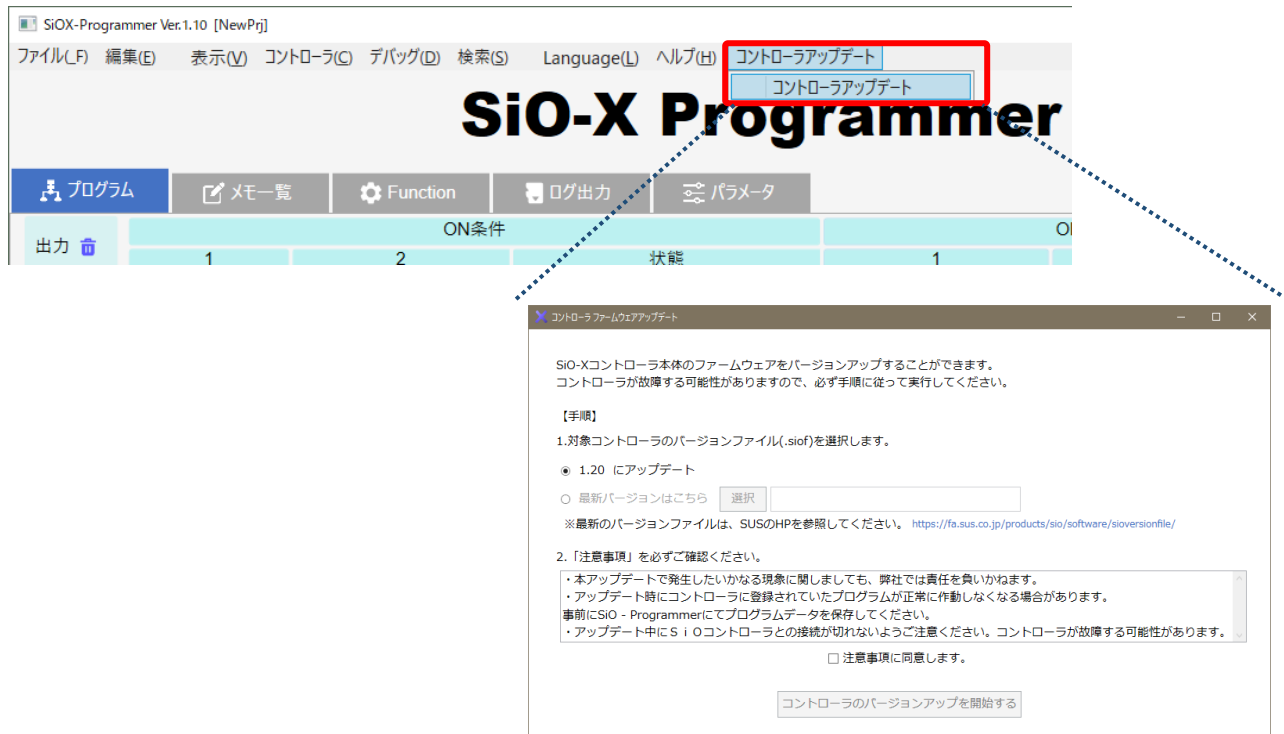 SiOX-Programmer Ver.1.10 [NewPrj]
ファイル(_F) 編集(E) 表示(V) コントローラ(C) デバッグ(D) 検索(S) Language(L) ヘルプ(H) コントローラアップデート
コントローラアップデート
SiO-X Programmer
プログラム メモ一覧 Function ログ出力 パラメータ
出力 ON条件
1 2 状態 1
コントローラ ファームウェアアップデート
SiO-Xコントローラ本体のファームウェアをバージョンアップすることができます。
コントローラが故障する可能性がありますので、必ず手順に従って実行してください。
【手順】
1.対象コントローラのバージョンファイル(.siof)を選択します。
1.20 にアップデート
最新バージョンはこちら 選択
※最新のバージョンファイルは、SUSのHPを参照してください。 https://fa.sus.co.jp/products/sio/software/sioversionfile/
2.「注意事項」を必ずご確認ください。
・本アップデートで発生したいかなる現象に関しましても、弊社では責任を負いかねます。
・アップデート時にコントローラに登録されていたプログラムが正常に作動しなくなる場合があります。
事前にSiO - Programmerにてプログラムデータを保存してください。
・アップデート中にＳｉＯコントローラとの接続が切れないようご注意ください。コントローラが故障する可能性があります。
注意事項に同意します。
コントローラのバージョンアップを開始する